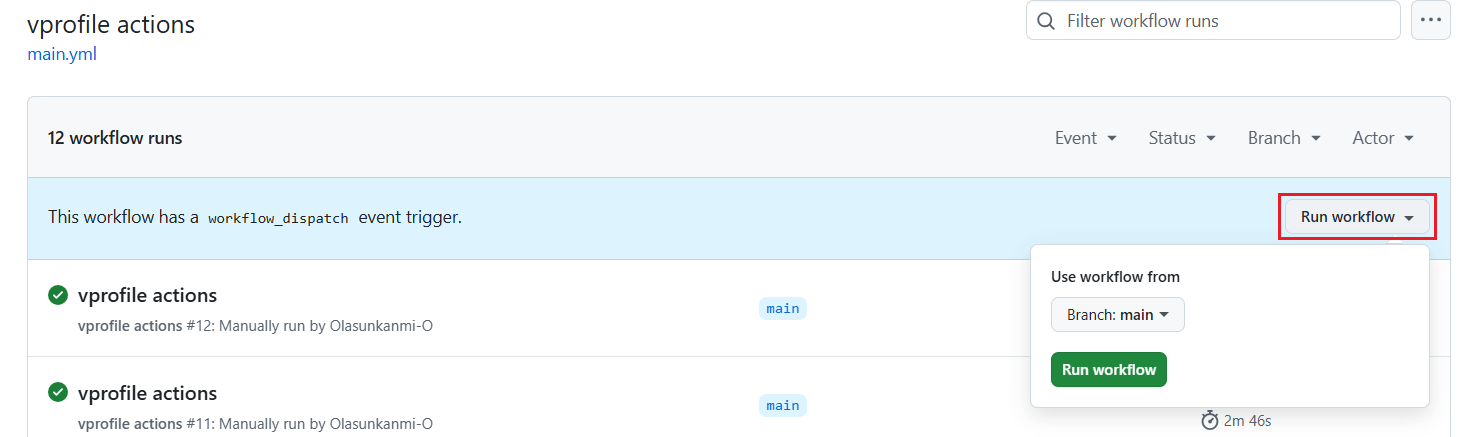 vprofile actions
Filter workflow runs
main.yml
12 workflow runs
Event Status Branch Actor
This workflow has a workflow_dispatch event trigger.
Run workflow
Use workflow from
Branch: main
Run workflow
vprofile actions
main
vprofile actions #12: Manually run by Olasunkanmi-O
vprofile actions
main
vprofile actions #11: Manually run by Olasunkanmi-O
2m 46s